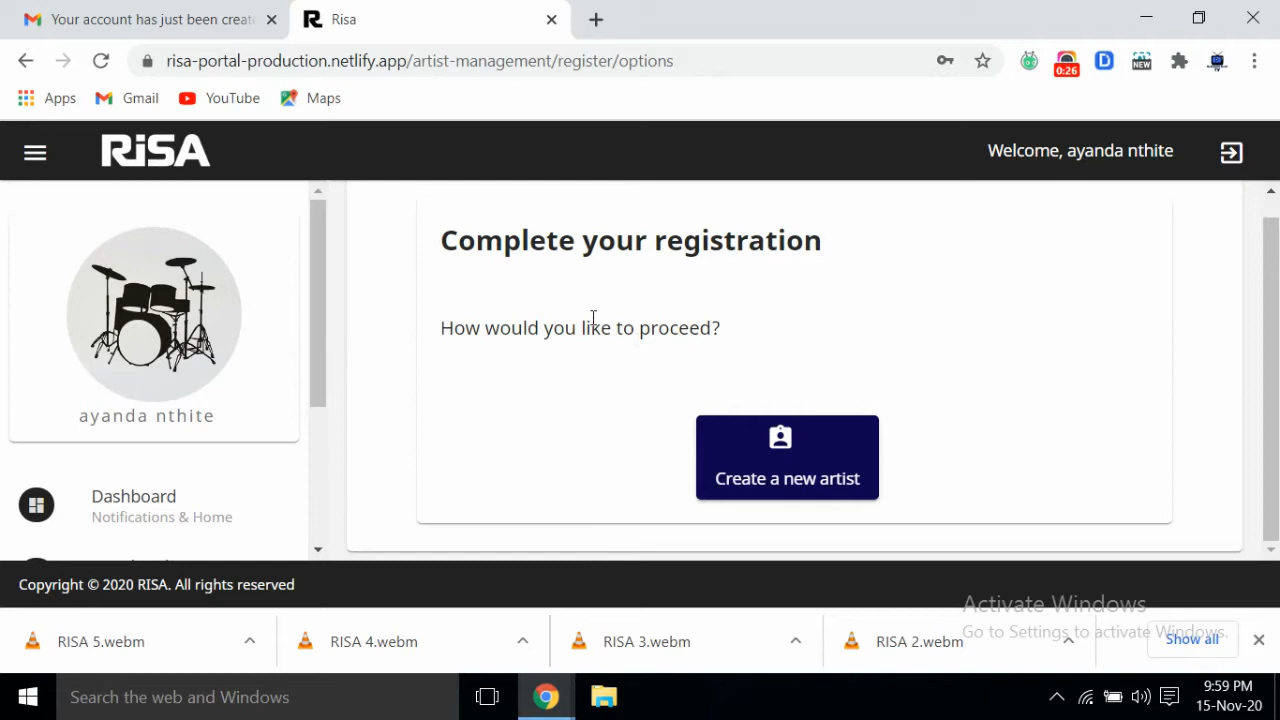 Your account has just been creat
Risa
risa-portal-production.netlify.app/artist-management/register/options
0:26
D
NEW
Apps
Gmail
YouTube
Maps
RiSA
Welcome, ayanda nthite
Complete your registration
How would you like to proceed?
ayanda nthite
Create a new artist
Dashboard
Notifications & Home
Copyright © 2020 RISA. All rights reserved
Activate Windows
Go to Settings to activate Windows.
RISA 5.webm
RISA 4.webm
RISA 3.webm
RISA 2.webm
Show all
Search the web and Windows
9:59 PM
15-Nov-20